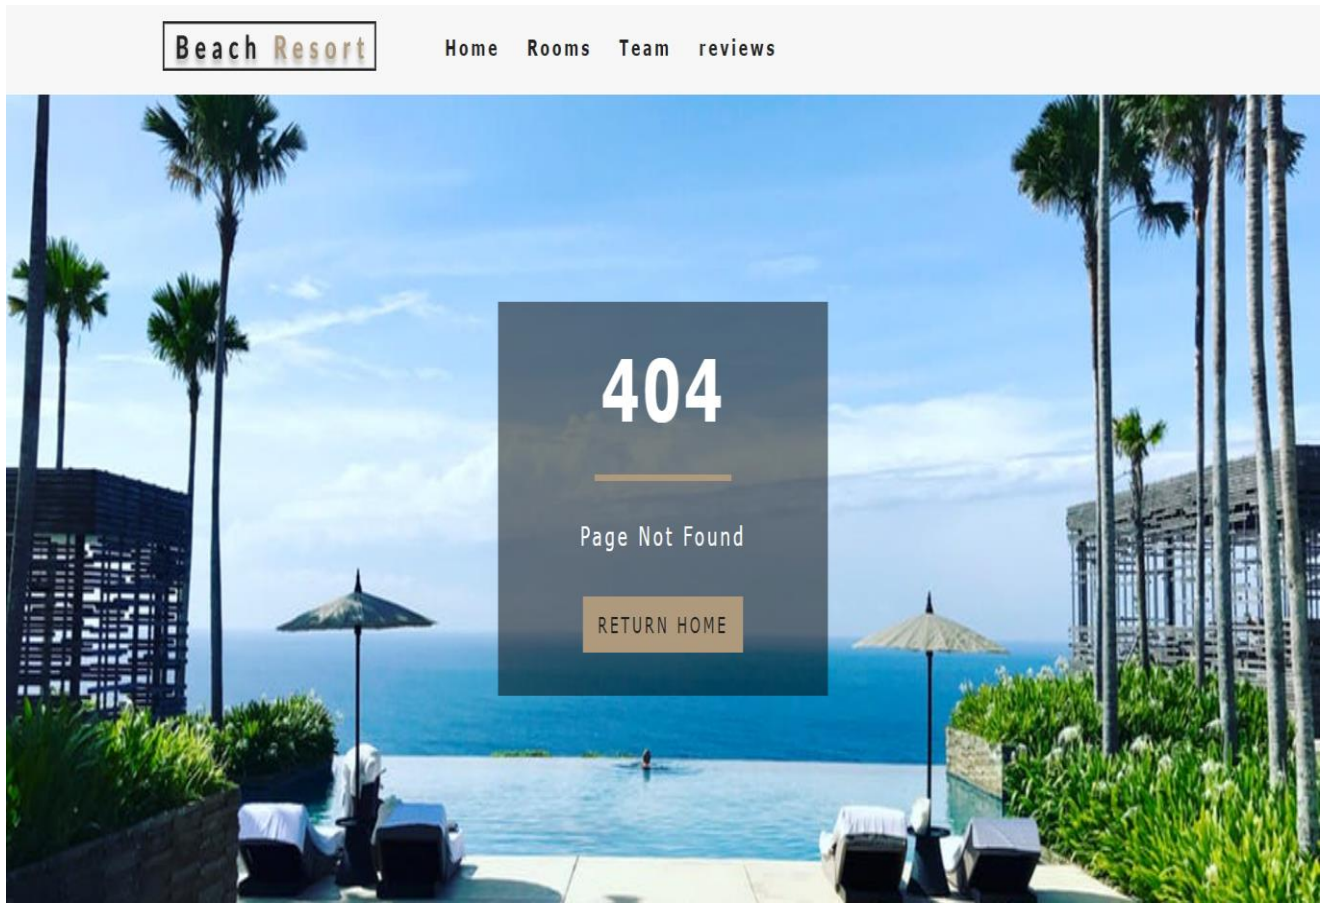 Beach Resort
Home Rooms Team reviews
404
Page Not Found
RETURN HOME